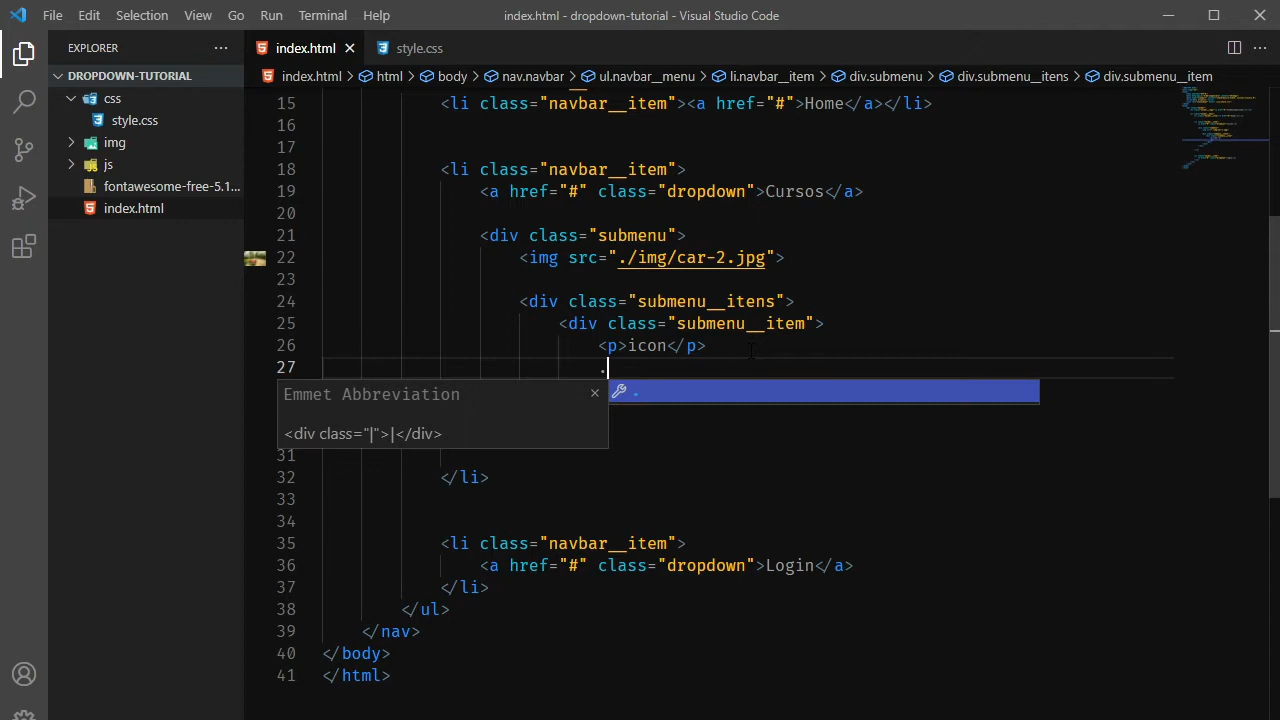 File Edit Selection View Go Run Terminal Help index.html - dropdown-tutorial - Visual Studio Code
EXPLORER
DROPDOWN-TUTORIAL
css
style.css
img
js
fontawesome-free-5.1...
index.html
index.html style.css
index.html > html > body > nav.navbar > ul.navbar__menu > li.navbar__item > div.submenu > div.submenu__itens > div.submenu__item
15 <li class="navbar__item"><a href="#">Home</a></li>
16
17
18 <li class="navbar__item">
19 <a href="#" class="dropdown">Cursos</a>
20
21 <div class="submenu">
22 <img src="./img/car-2.jpg">
23
24 <div class="submenu__itens">
25 <div class="submenu__item">
26 <p>icon</p>
27 .
Emmet Abbreviation
<div class="|">|</div>
.
31
32 </li>
33
34
35 <li class="navbar__item">
36 <a href="#" class="dropdown">Login</a>
37 </li>
38 </ul>
39 </nav>
40 </body>
41 </html>